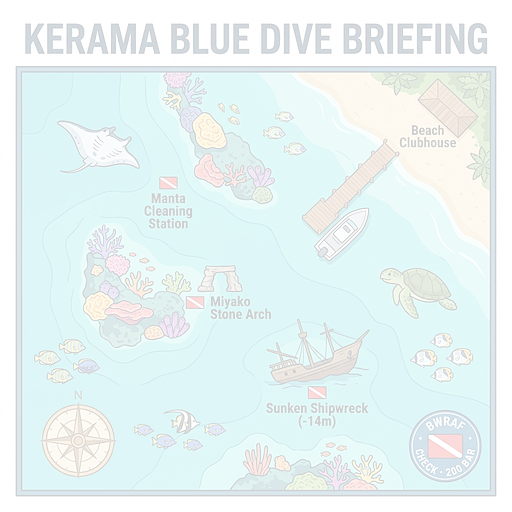 KERAMA BLUE DIVE BRIEFING
Beach
Clubhouse
Manta
Cleaning
Station
Miyako
Stone Arch
Sunken Shipwreck
(-14m)
N
BWRAF
CHECK · 200 BAR